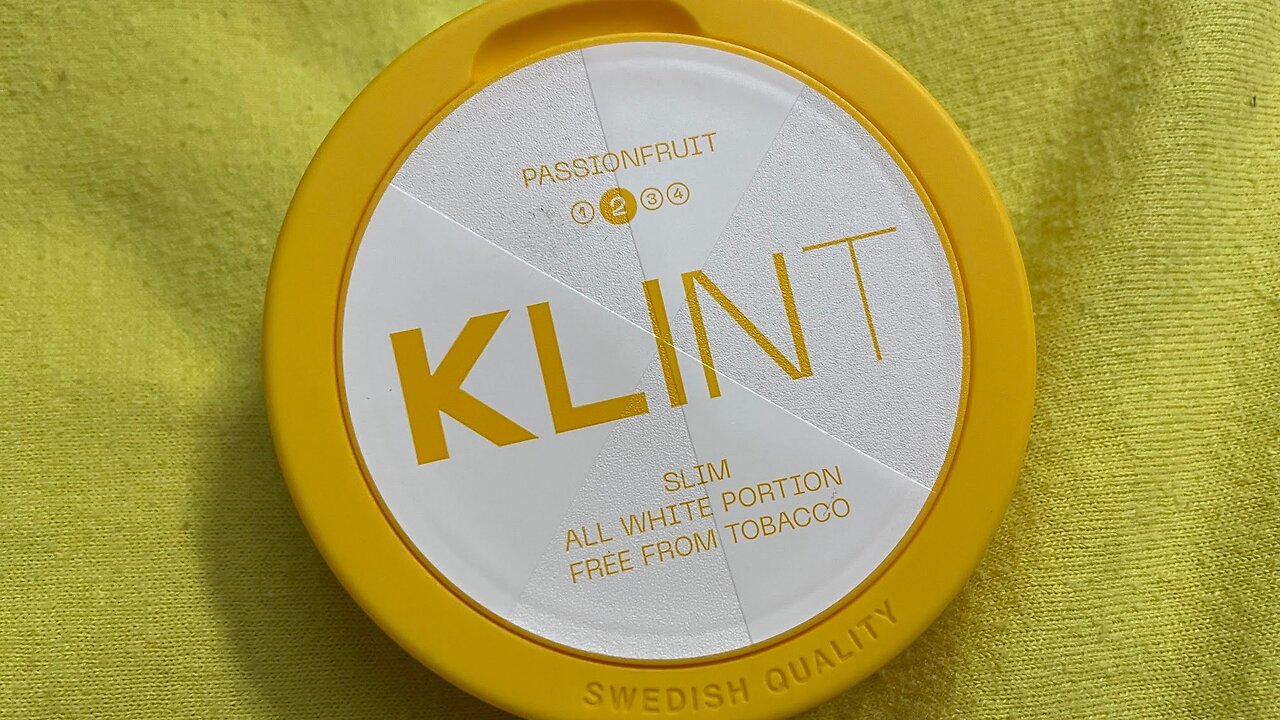 PASSIONFRUIT
1 2 3 4
KLINT
SLIM
ALL WHITE PORTION
FREE FROM TOBACCO
SWEDISH QUALITY